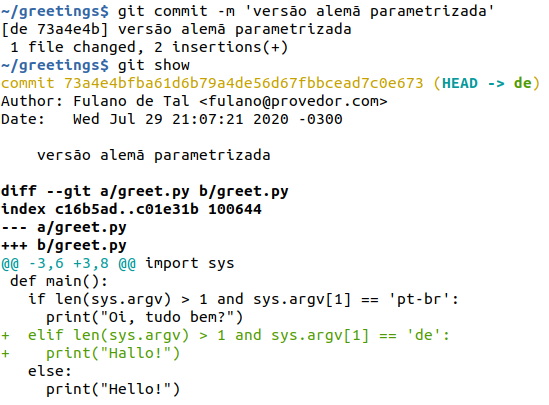 ~/greetings$ git commit -m 'versão alemã parametrizada'
[de 73a4e4b] versão alemã parametrizada
 1 file changed, 2 insertions(+)
~/greetings$ git show
commit 73a4e4bfba61d6b79a4de56d67fbbcead7c0e673 (HEAD -> de)
Author: Fulano de Tal <fulano@provedor.com>
Date:   Wed Jul 29 21:07:21 2020 -0300

    versão alemã parametrizada

diff --git a/greet.py b/greet.py
index c16b5ad..c01e31b 100644
--- a/greet.py
+++ b/greet.py
@@ -3,6 +3,8 @@ import sys
 def main():
   if len(sys.argv) > 1 and sys.argv[1] == 'pt-br':
     print("Oi, tudo bem?")
+  elif len(sys.argv) > 1 and sys.argv[1] == 'de':
+    print("Hallo!")
   else:
     print("Hello!")